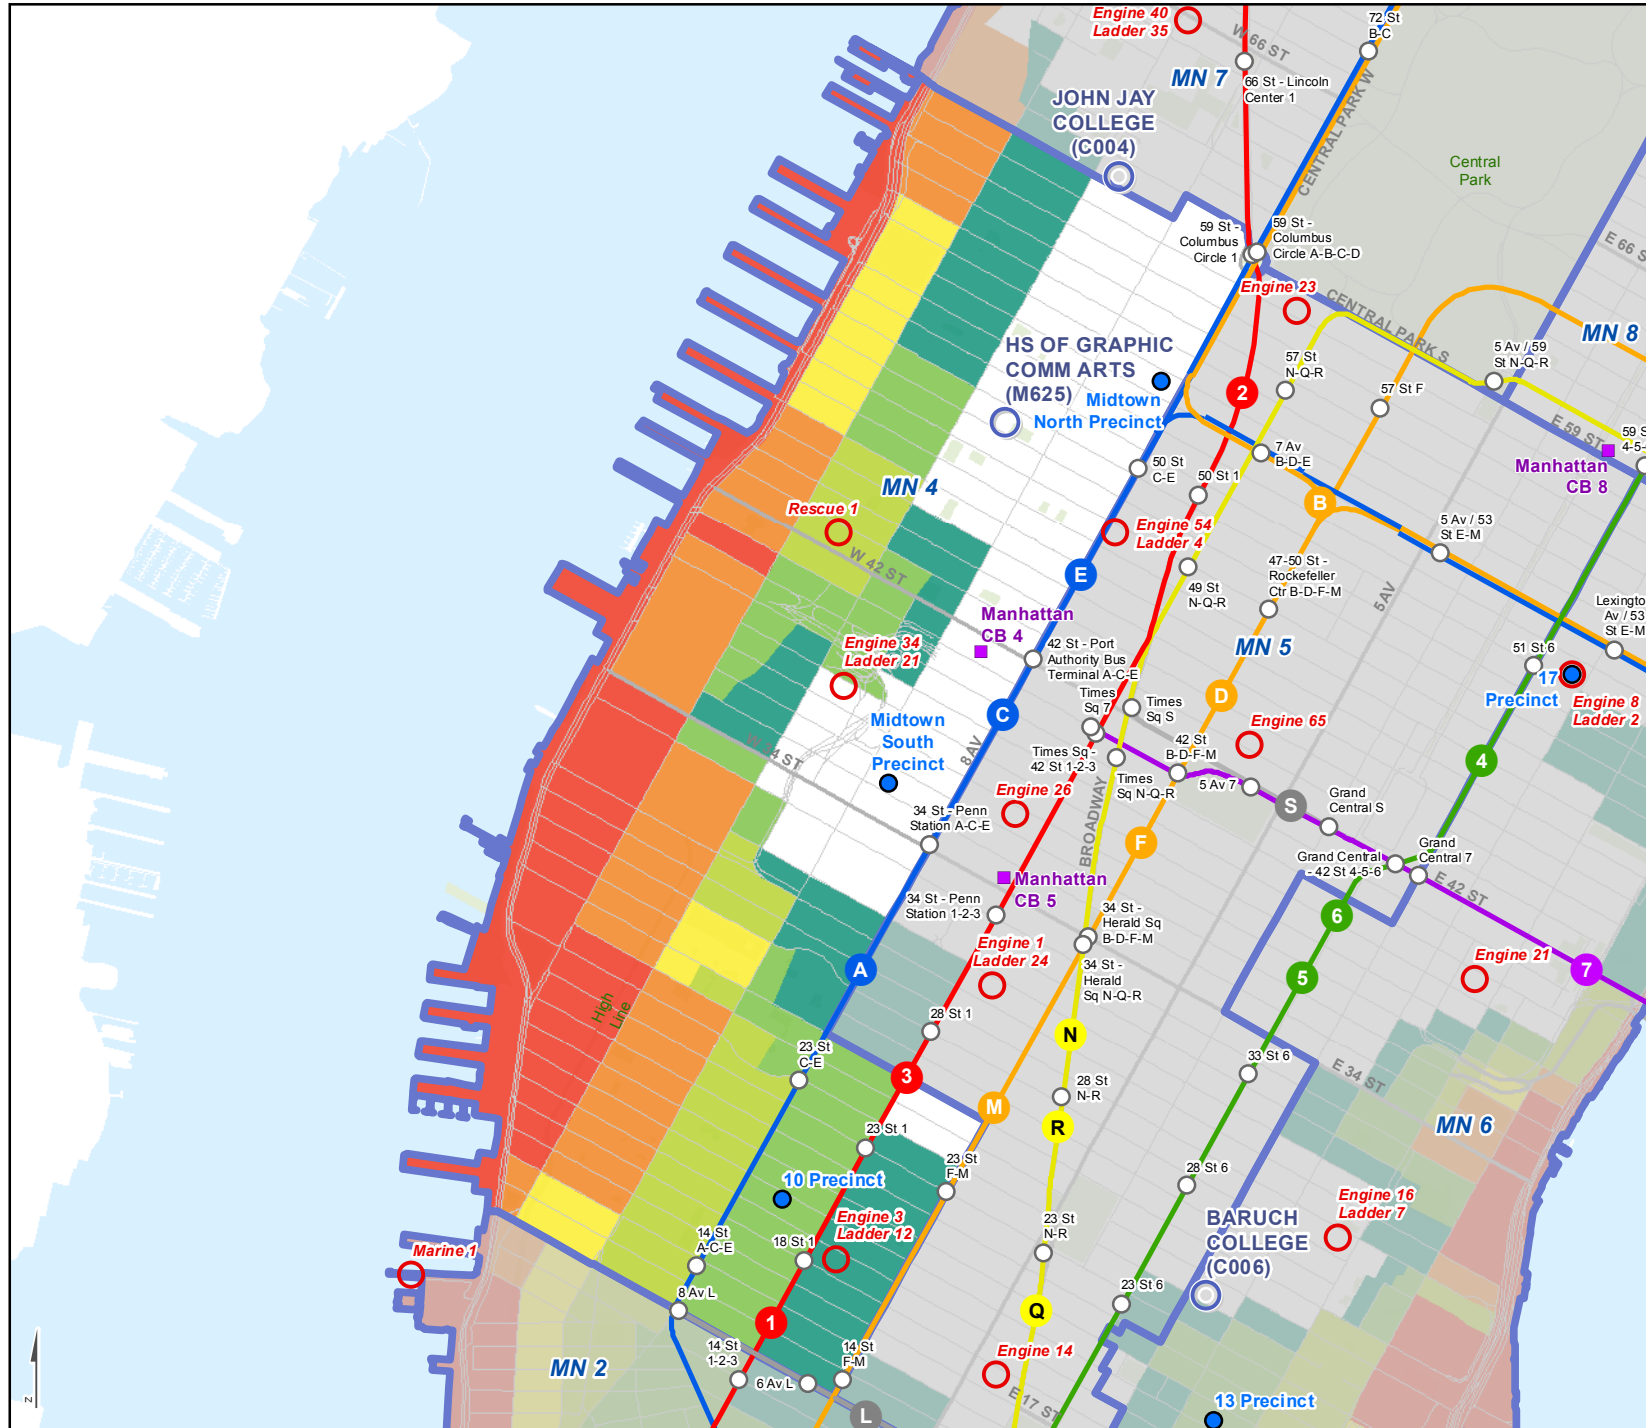 Engine 40
Ladder 35
W 66 ST
72 St
B-C
MN 7
66 St - Lincoln
Center 1
JOHN JAY
COLLEGE
(C004)
CENTRAL PARK W
Central
Park
59 St -
Columbus
Circle 1
59 St -
Columbus
Circle A-B-C-D
E 66 S
Engine 23
CENTRAL PARK S
MN 8
HS OF GRAPHIC
COMM ARTS
(M625)
Midtown
North Precinct
57 St
N-Q-R
5 Av / 59
St N-Q-R
57 St F
2
E 59 ST
59 S
4-5-
Manhattan
CB 8
7 Av
B-D-E
50 St
C-E
50 St 1
MN 4
B
Rescue 1
Engine 54
Ladder 4
5 Av / 53
St E-M
W 42 ST
E
49 St
N-Q-R
47-50 St -
Rockefeller
Ctr B-D-F-M
5 AV
Lexingto
Av / 53
St E-M
Manhattan
CB 4
Engine 34
Ladder 21
42 St - Port
Authority Bus
Terminal A-C-E
MN 5
51 St 6
17
Precinct
Engine 8
Ladder 2
D
Times
Sq 7
Times
Sq S
C
Midtown
South
Precinct
Engine 65
W 34 ST
8 AV
Times Sq -
42 St 1-2-3
42 St
B-D-F-M
Times
Sq N-Q-R
5 Av 7
4
S
Grand
Central S
Engine 26
34 St - Penn
Station A-C-E
BROADWAY
F
Grand Central
- 42 St 4-5-6
Grand
Central 7
E 42 ST
Manhattan
CB 5
34 St - Penn
Station 1-2-3
34 St -
Herald Sq
B-D-F-M
6
Engine 1
Ladder 24
A
34 St -
Herald
Sq N-Q-R
5
Engine 21
7
High
Line
28 St 1
N
23 St
C-E
33 St 6
E 34 ST
3
28 St
N-R
M
R
MN 6
23 St 1
23 St
F-M
28 St 6
10 Precinct
Engine 3
Ladder 12
BARUCH
COLLEGE
(C006)
Engine 16
Ladder 7
14 St
A-C-E
18 St 1
23 St
N-R
Marine 1
8 Av L
23 St 6
1
Q
14 St
1-2-3
14 St
F-M
Engine 14
MN 2
6 Av L
E 17 ST
13 Precinct
L
N